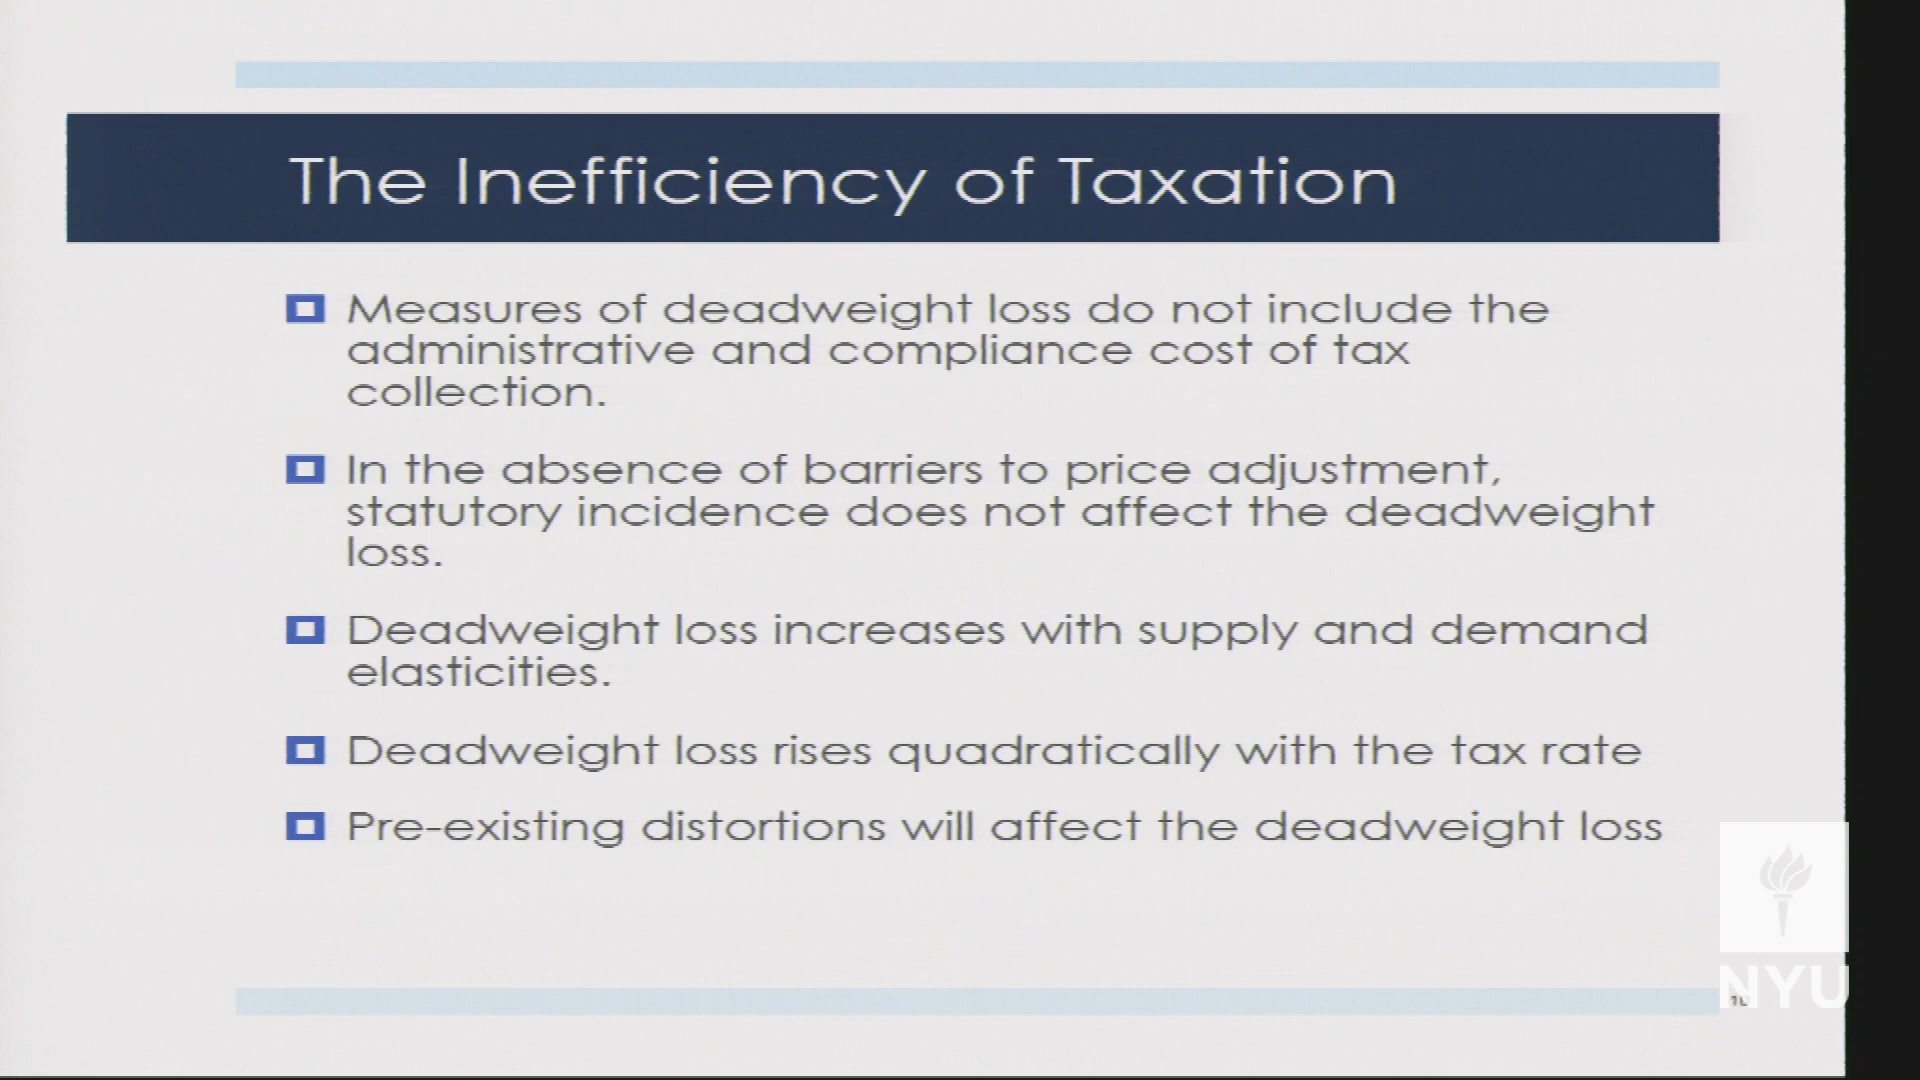 The Inefficiency of Taxation
Measures of deadweight loss do not include the
administrative and compliance cost of tax
collection.
In the absence of barriers to price adjustment,
statutory incidence does not affect the deadweight
loss.
Deadweight loss increases with supply and demand
elasticities.
Deadweight loss rises quadratically with the tax rate
Pre-existing distortions will affect the deadweight loss
NYU